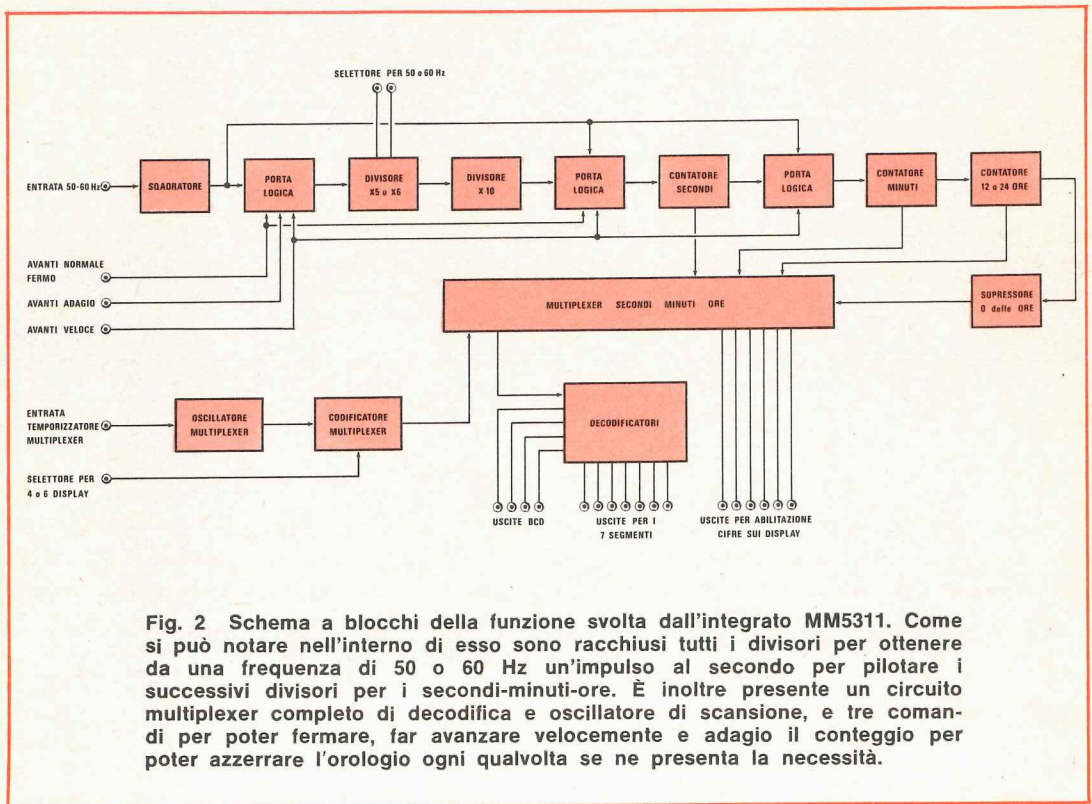 SELETTORE PER 50 o 60 Hz
ENTRATA 50-60 Hz
SQADRATORE
PORTA
LOGICA
DIVISORE
X5 o X6
DIVISORE
X 10
PORTA
LOGICA
CONTATORE
SECONDI
PORTA
LOGICA
CONTATORE
MINUTI
CONTATORE
12 o 24 ORE
AVANTI NORMALE
FERMO
AVANTI ADAGIO
AVANTI VELOCE
MULTIPLEXER SECONDI MINUTI ORE
SOPRESSORE
0 delle ORE
ENTRATA
TEMPORIZZATORE
MULTIPLEXER
OSCILLATORE
MULTIPLEXER
CODIFICATORE
MULTIPLEXER
DECODIFICATORI
SELETTORE PER
4 o 6 DISPLAY
USCITE BCD
USCITE PER I
7 SEGMENTI
USCITE PER ABILITAZIONE
CIFRE SUI DISPLAY
Fig. 2 Schema a blocchi della funzione svolta dall'integrato MM5311. Come
si può notare nell'interno di esso sono racchiusi tutti i divisori per ottenere
da una frequenza di 50 o 60 Hz un'impulso al secondo per pilotare i
successivi divisori per i secondi-minuti-ore. È inoltre presente un circuito
multiplexer completo di decodifica e oscillatore di scansione, e tre coman-
di per poter fermare, far avanzare velocemente e adagio il conteggio per
poter azzerrare l'orologio ogni qualvolta se ne presenta la necessità.